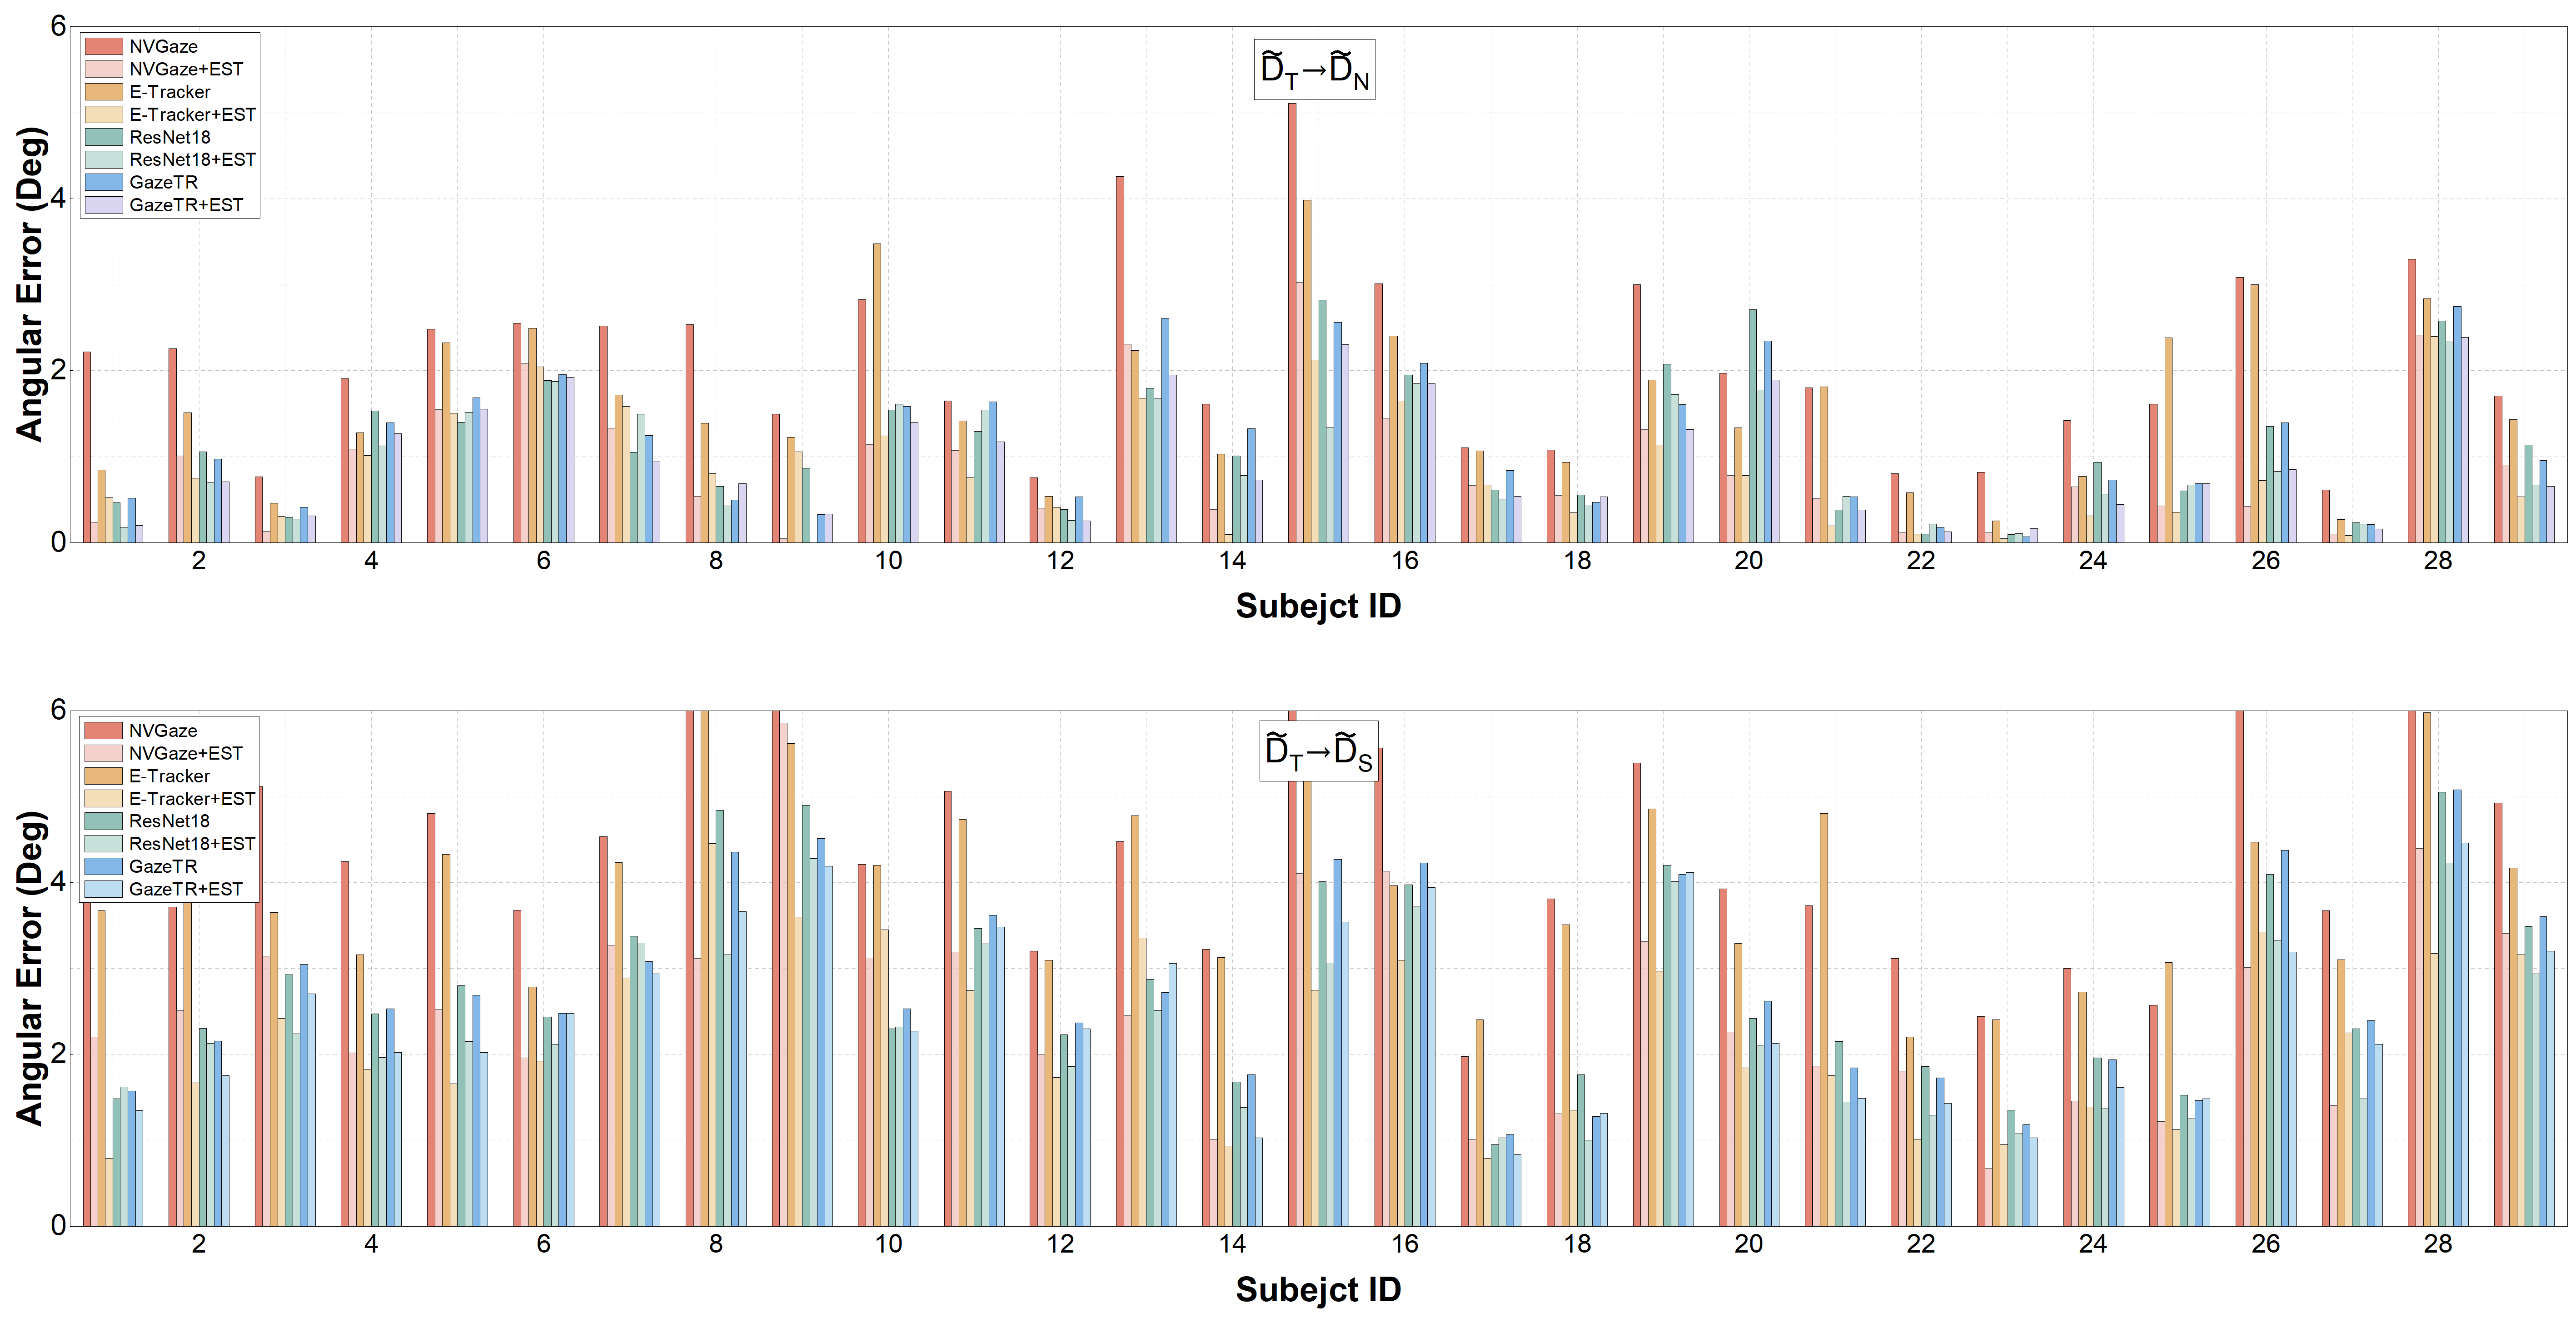 6
NVGaze
NVGaze+EST
E-Tracker
E-Tracker+EST
ResNet18
ResNet18+EST
GazeTR
GazeTR+EST
D̃T→D̃N
Angular Error (Deg)
4
2
0
2 4 6 8 10 12 14 16 18 20 22 24 26 28
Subejct ID
6
NVGaze
NVGaze+EST
E-Tracker
E-Tracker+EST
ResNet18
ResNet18+EST
GazeTR
GazeTR+EST
D̃T→D̃S
Angular Error (Deg)
4
2
0
2 4 6 8 10 12 14 16 18 20 22 24 26 28
Subejct ID